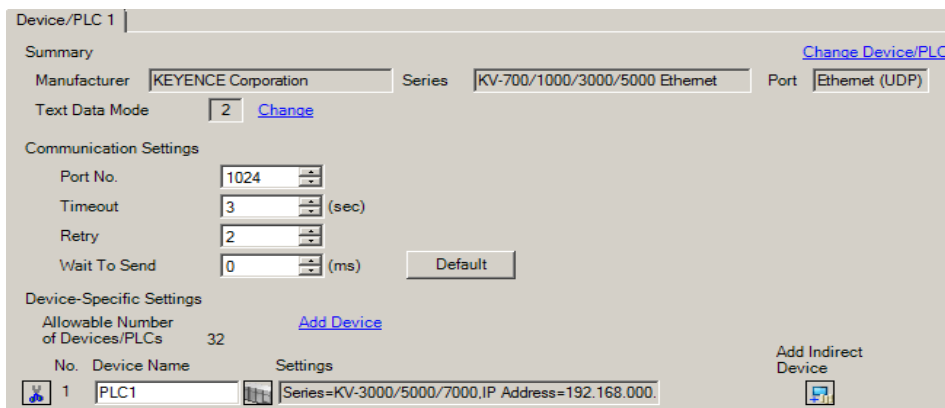 Device/PLC 1
Summary
Change Device/PLC
Manufacturer KEYENCE Corporation Series KV-700/1000/3000/5000 Ethernet Port Ethernet (UDP)
Text Data Mode 2 Change
Communication Settings
Port No. 1024
Timeout 3 (sec)
Retry 2
Wait To Send 0 (ms) Default
Device-Specific Settings
Allowable Number
of Devices/PLCs 32 Add Device
No. Device Name Settings
Add Indirect
Device
1 PLC1 Series=KV-3000/5000/7000,IP Address=192.168.000.